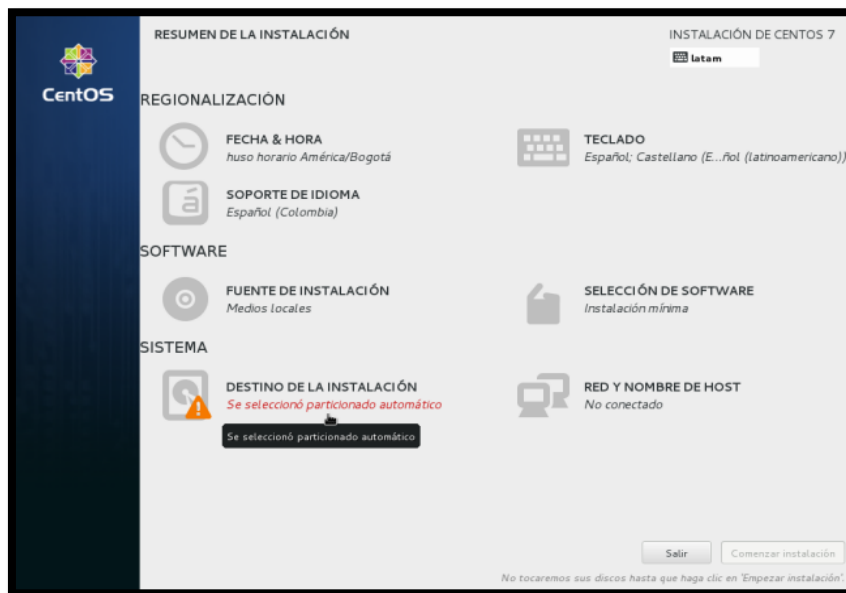 RESUMEN DE LA INSTALACIÓN
INSTALACIÓN DE CENTOS 7
latam
CentOS
REGIONALIZACIÓN
FECHA & HORA
huso horario América/Bogotá
TECLADO
Español; Castellano (E...ñol (latinoamericano))
á
SOPORTE DE IDIOMA
Español (Colombia)
SOFTWARE
FUENTE DE INSTALACIÓN
Medios locales
SELECCIÓN DE SOFTWARE
Instalación mínima
SISTEMA
DESTINO DE LA INSTALACIÓN
Se seleccionó particionado automático
RED Y NOMBRE DE HOST
No conectado
Se seleccionó particionado automático
Salir
Comenzar instalación
No tocaremos sus discos hasta que haga clic en 'Empezar instalación'.